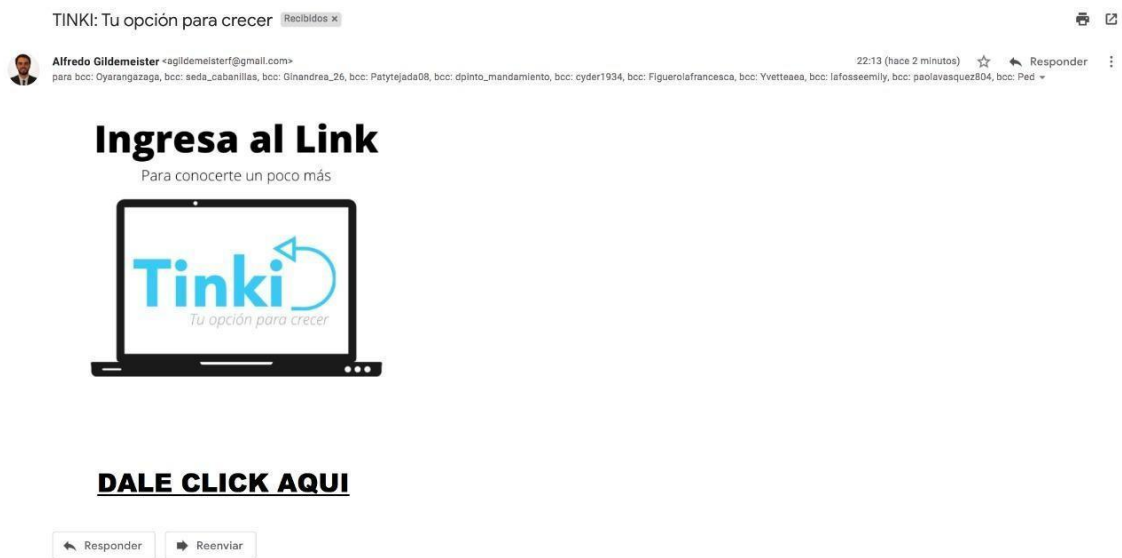 TINKI: Tu opción para crecer Recibidos x
Alfredo Gildemeister <agildemeisterf@gmail.com>
22:13 (hace 2 minutos) Responder
para bcc: Oyarangazaga, bcc: seda_cabanillas, bcc: Ginandrea_26, bcc: Patytejada08, bcc: dpinto_mandamiento, bcc: cyder1934, bcc: Figuerolafrancesca, bcc: Yvetteaea, bcc: lafosseemily, bcc: paolavasquez804, bcc: Ped
Ingresa al Link
Para conocerte un poco más
Tinki
Tu opción para crecer
DALE CLICK AQUI
Responder Reenviar